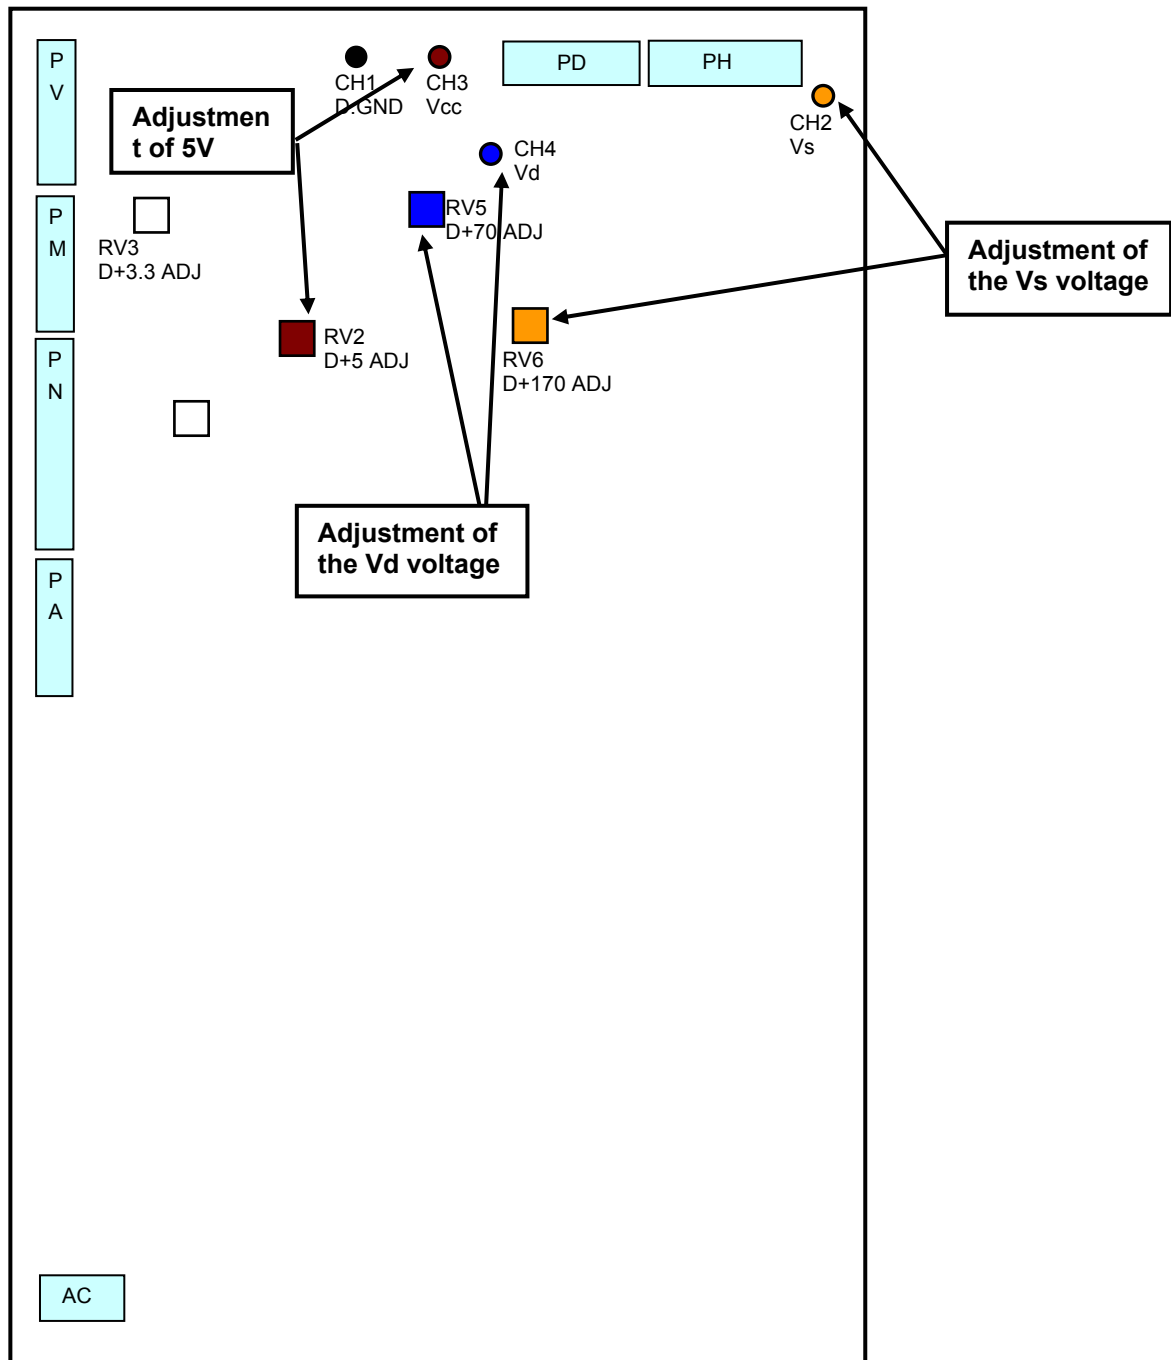 P
V
CH1
D.GND
CH3
Vcc
PD
PH
CH2
Vs
Adjustmen
t of 5V
CH4
Vd
P
M
RV3
D+3.3 ADJ
RV5
D+70 ADJ
Adjustment of
the Vs voltage
RV2
D+5 ADJ
RV6
D+170 ADJ
P
N
Adjustment of
the Vd voltage
P
A
AC